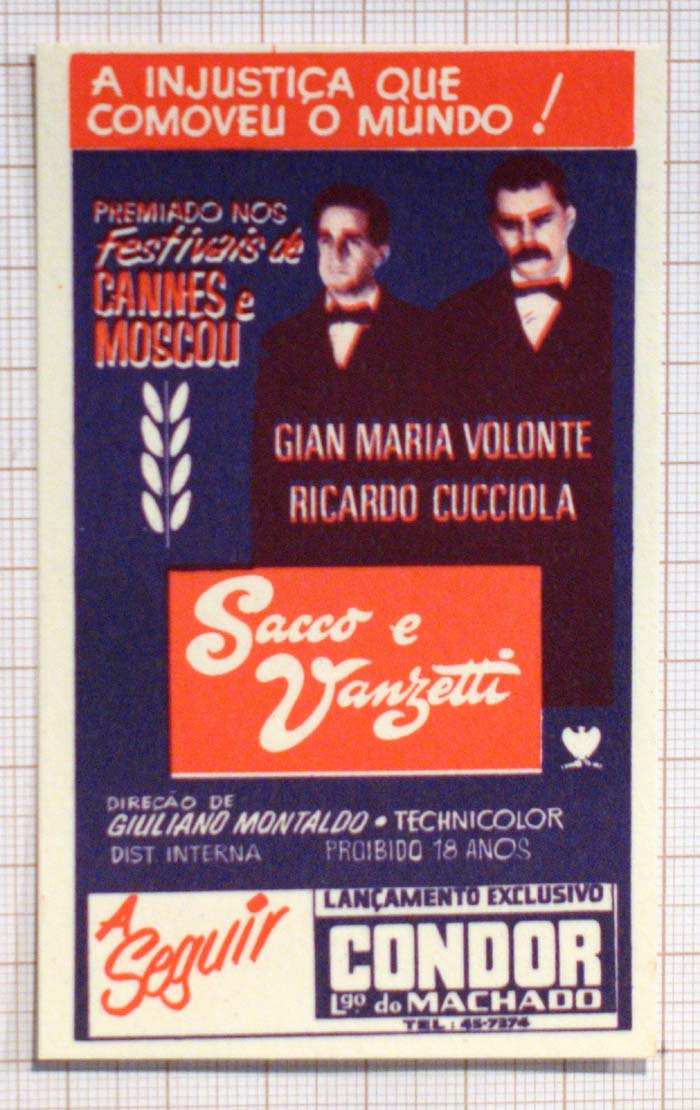 A INJUSTIÇA QUE
COMOVEU O MUNDO!
PREMIADO NOS
Festivais de
CANNES e
MOSCOU
GIAN MARIA VOLONTE
RICARDO CUCCIOLA
Sacco e
Vanzetti
DIREÇÃO DE
GIULIANO MONTALDO • TECHNICOLOR
DIST. INTERNA PROIBIDO 18 ANOS
A
Seguir
LANÇAMENTO EXCLUSIVO
CONDOR
Lgo. do MACHADO
TEL: 45-7374